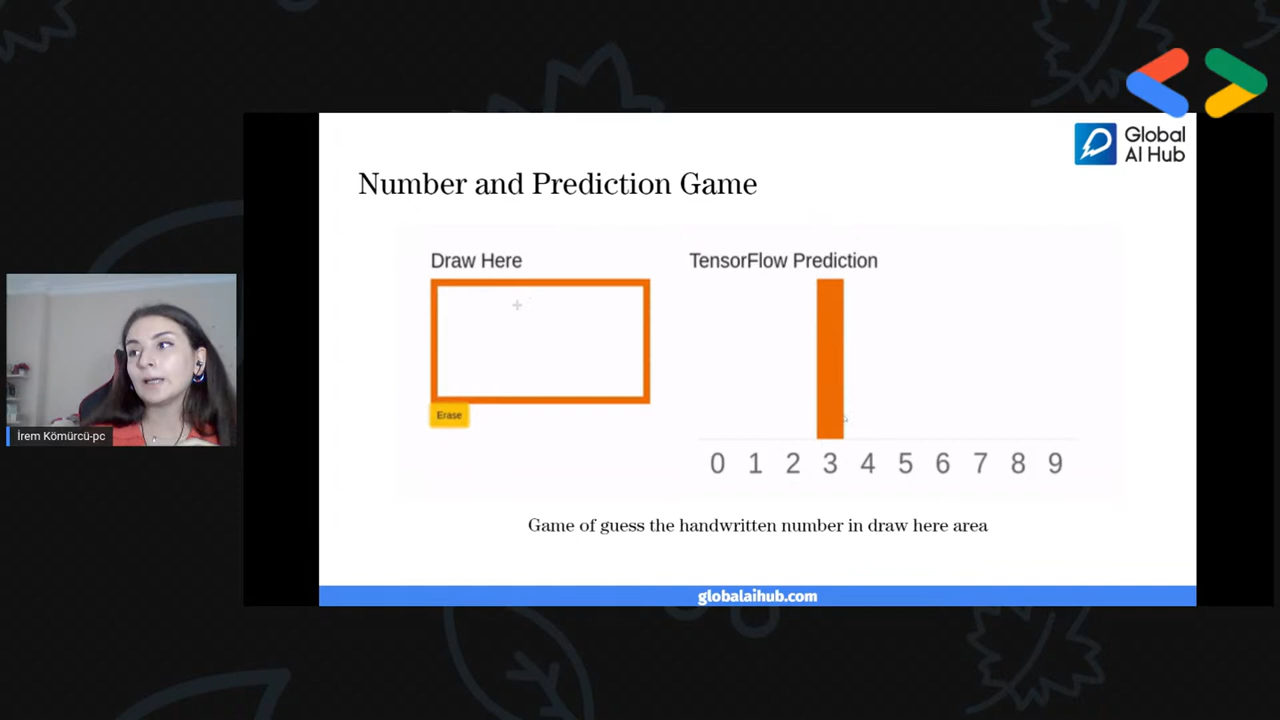 Global
AI Hub
Number and Prediction Game
Draw Here
TensorFlow Prediction
Erase
0 1 2 3 4 5 6 7 8 9
Game of guess the handwritten number in draw here area
globalaihub.com
İrem Kömürcü-pc